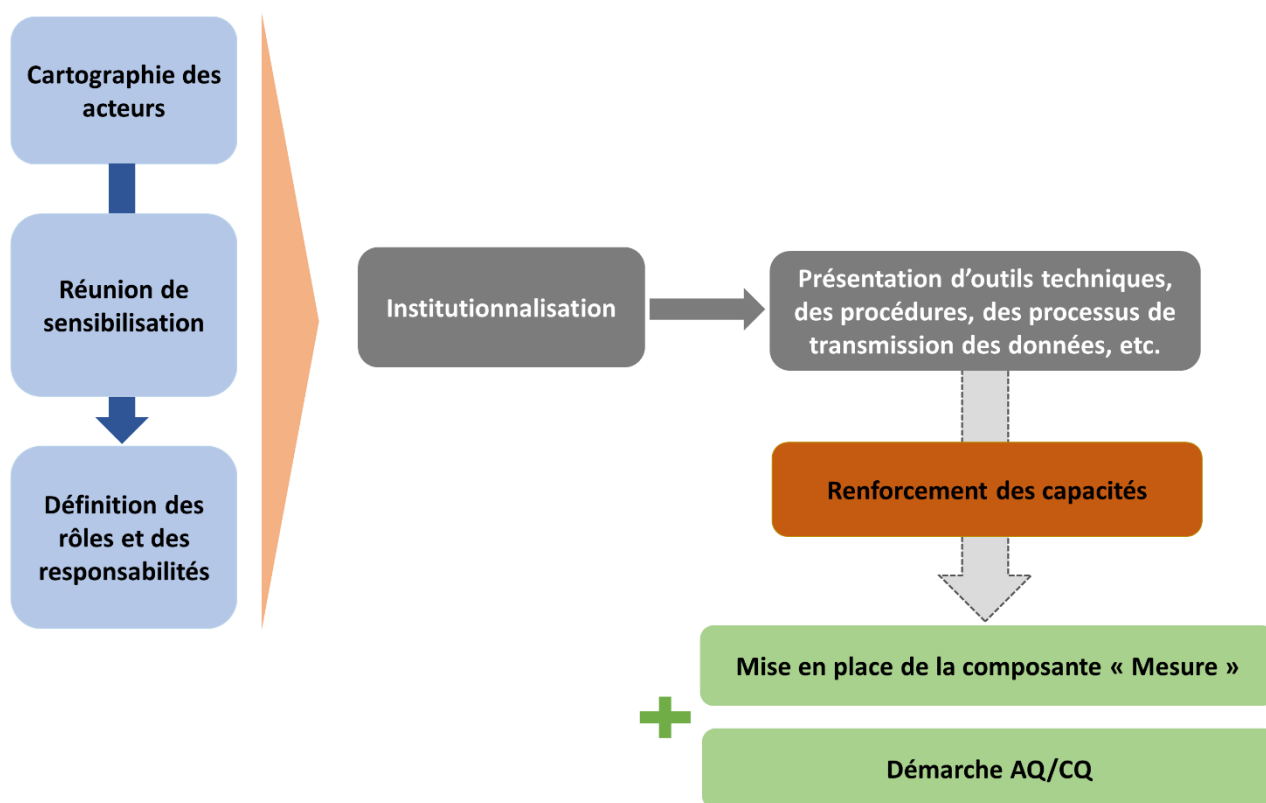 Cartographie des
acteurs
Réunion de
sensibilisation
Définition des
rôles et des
responsabilités
Institutionnalisation
Présentation d’outils techniques,
des procédures, des processus de
transmission des données, etc.
Renforcement des capacités
Mise en place de la composante « Mesure »
Démarche AQ/CQ